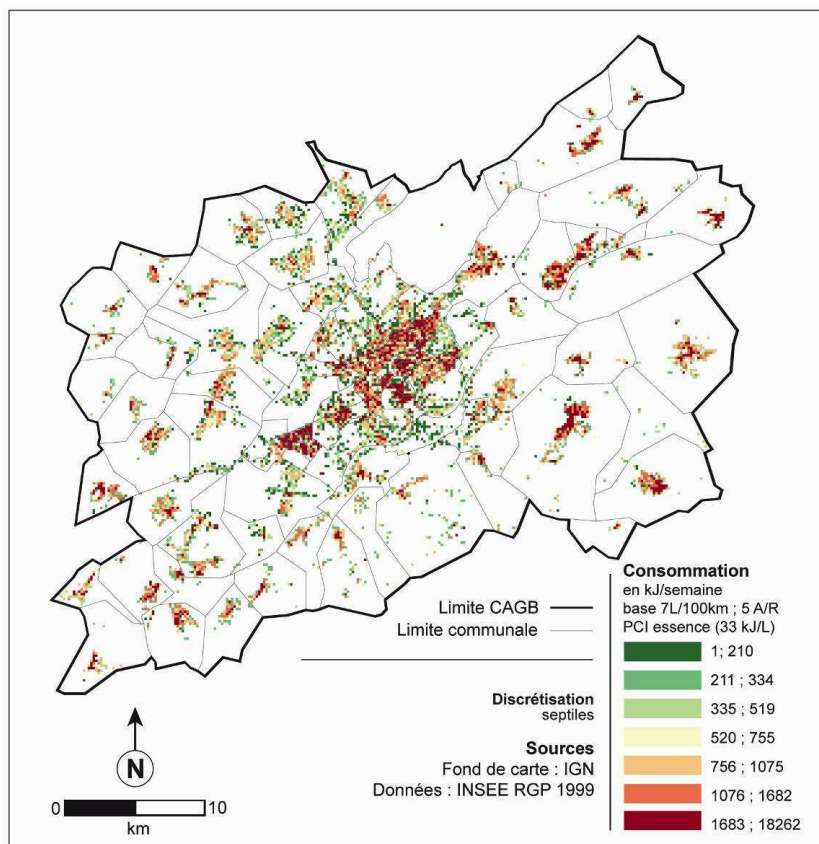 Consommation
en kJ/semaine
base 7L/100km ; 5 A/R
PCI essence (33 kJ/L)
Limite CAGB
Limite communale
1; 210
211 ; 334
335 ; 519
520 ; 755
756 ; 1075
1076 ; 1682
1683 ; 18262
Discrétisation
septiles
Sources
Fond de carte : IGN
Données : INSEE RGP 1999
N
0 10
km